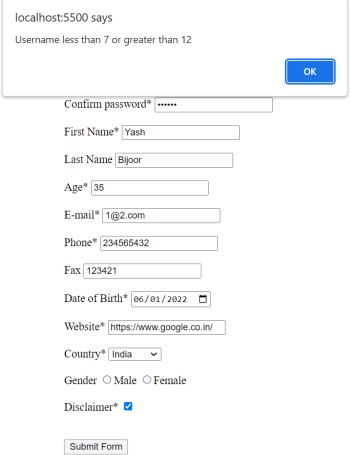 localhost:5500 says
Username less than 7 or greater than 12
OK
Confirm password* ••••••
First Name* Yash
Last Name Bijoor
Age* 35
E-mail* 1@2.com
Phone* 234565432
Fax 123421
Date of Birth* 06/01/2022
Website* https://www.google.co.in/
Country* India
Gender Male Female
Disclaimer*
Submit Form